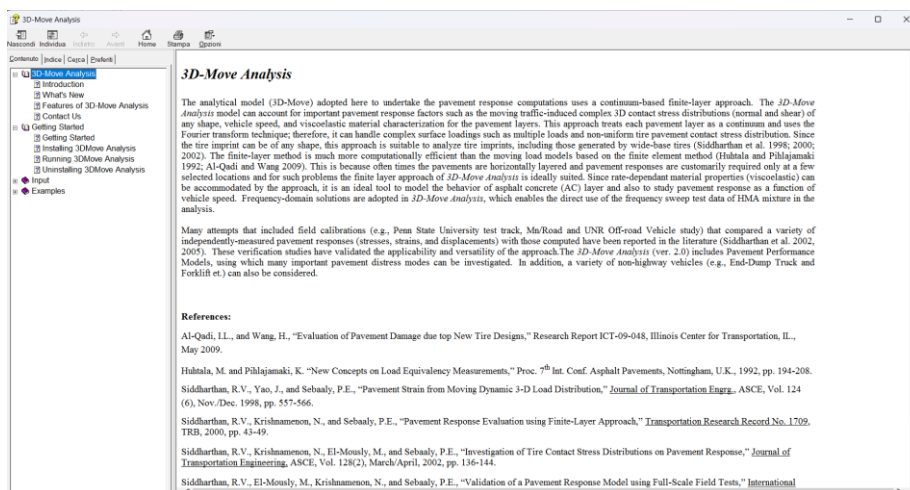 3D-Move Analysis
Nascondi Individua Indietro Avanti Home Stampa Opzioni
Contenuto Indice Cerca Preferiti
3D-Move Analysis
Introduction
What's New
Features of 3D-Move Analysis
Contact Us
Getting Started
Getting Started
Installing 3DMove Analysis
Running 3DMove Analysis
Uninstalling 3DMove Analysis
Input
Examples
3D-Move Analysis
The analytical model (3D-Move) adopted here to undertake the pavement response computations uses a continuum-based finite-layer approach. The 3D-Move
Analysis model can account for important pavement response factors such as the moving traffic-induced complex 3D contact stress distributions (normal and shear) of
any shape, vehicle speed, and viscoelastic material characterization for the pavement layers. This approach treats each pavement layer as a continuum and uses the
Fourier transform technique; therefore, it can handle complex surface loadings such as multiple loads and non-uniform tire pavement contact stress distribution. Since
the tire imprint can be of any shape, this approach is suitable to analyze tire imprints, including those generated by wide-base tires (Siddharthan et al. 1998; 2000;
2002). The finite-layer method is much more computationally efficient than the moving load models based on the finite element method (Huhtala and Pihlajamaki
1992; Al-Qadi and Wang 2009). This is because often times the pavements are horizontally layered and pavement responses are customarily required only at a few
selected locations and for such problems the finite layer approach of 3D-Move Analysis is ideally suited. Since rate-dependent material properties (viscoelastic) can
be accommodated by the approach, it is an ideal tool to model the behavior of asphalt concrete (AC) layer and also to study pavement response as a function of
vehicle speed. Frequency-domain solutions are adopted in 3D-Move Analysis, which enables the direct use of the frequency sweep test data of HMA mixture in the
analysis.
Many attempts that included field calibrations (e.g., Penn State University test track, Mn/Road and UNR Off-road Vehicle study) that compared a variety of
independently-measured pavement responses (stresses, strains, and displacements) with those computed have been reported in the literature (Siddharthan et al. 2002,
2005). These verification studies have validated the applicability and versatility of the approach.The 3D-Move Analysis (ver. 2.0) includes Pavement Performance
Models, using which many important pavement distress modes can be investigated. In addition, a variety of non-highway vehicles (e.g., End-Dump Truck and
Forklift et.) can also be considered.
References:
Al-Qadi, I.L., and Wang, H., “Evaluation of Pavement Damage due top New Tire Designs,” Research Report ICT-09-048, Illinois Center for Transportation, IL.,
May 2009.
Huhtala, M. and Pihlajamaki, K. “New Concepts on Load Equivalency Measurements,” Proc. 7th Int. Conf. Asphalt Pavements, Nottingham, U.K., 1992, pp. 194-208.
Siddharthan, R.V., Yao, J., and Sebaaly, P.E., “Pavement Strain from Moving Dynamic 3-D Load Distribution,” Journal of Transportation Engrg., ASCE, Vol. 124
(6), Nov./Dec. 1998, pp. 557-566.
Siddharthan, R.V., Krishnamenon, N., and Sebaaly, P.E., “Pavement Response Evaluation using Finite-Layer Approach,” Transportation Research Record No. 1709,
TRB, 2000, pp. 43-49.
Siddharthan, R.V., Krishnamenon, N., El-Mously, M., and Sebaaly, P.E., “Investigation of Tire Contact Stress Distributions on Pavement Response,” Journal of
Transportation Engineering, ASCE, Vol. 128(2), March/April, 2002, pp. 136-144.
Siddharthan, R.V., El-Mously, M., Krishnamenon, N., and Sebaaly, P.E., “Validation of a Pavement Response Model using Full-Scale Field Tests,” International